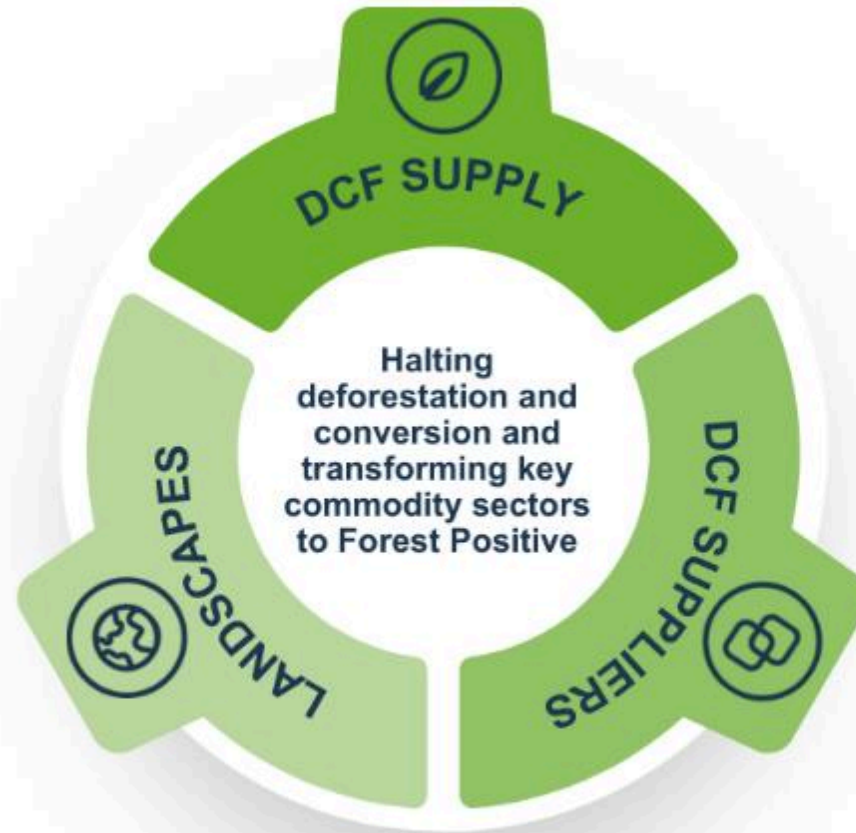 DCF SUPPLY
Halting
deforestation and
conversion and
transforming key
commodity sectors
to Forest Positive
DCF SUPPLIERS
LANDSCAPES